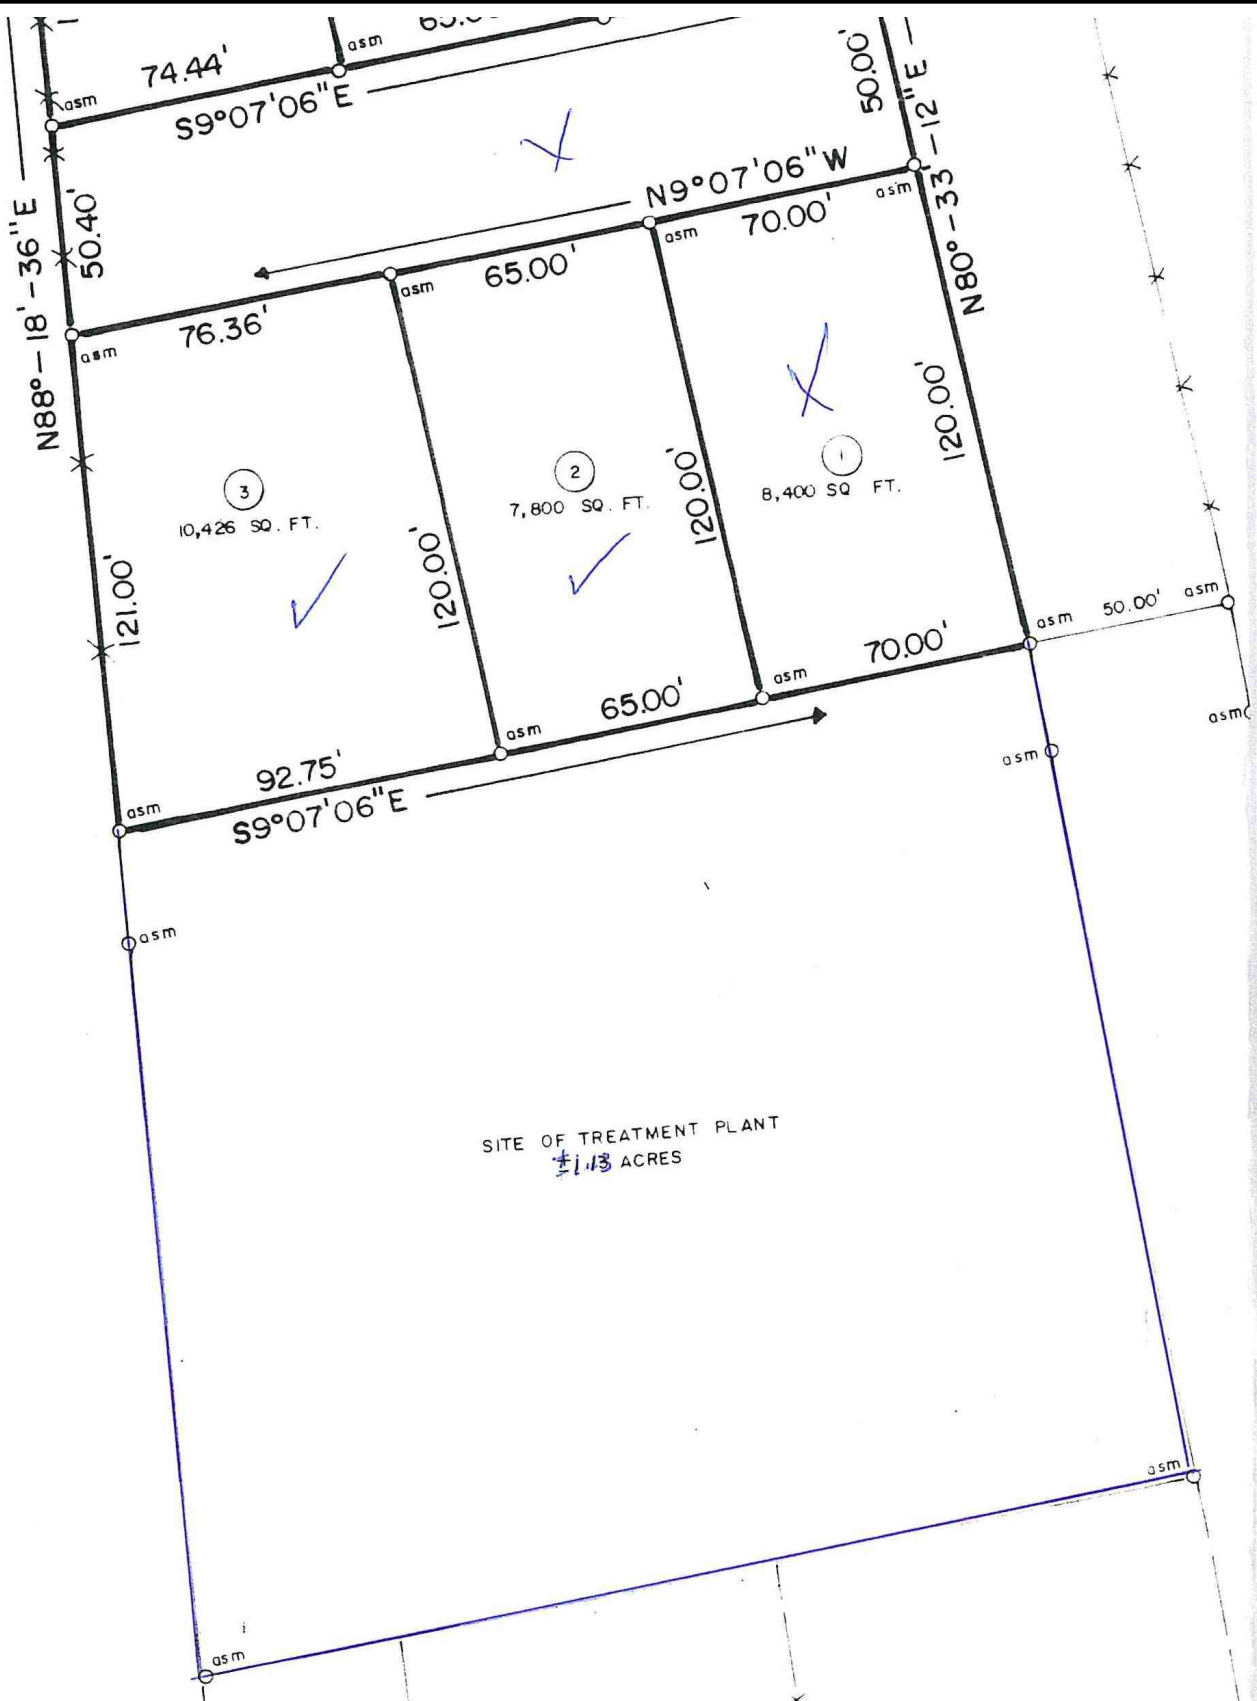 asm
74.44'
asm
S9°07'06"E
50.00'
N80°-33'-12"E
N88°-18'-36"E
50.40'
N9°07'06"W
asm
70.00'
asm
65.00'
asm
76.36'
asm
120.00'
1
8,400 SQ FT.
2
7,800 SQ. FT.
120.00'
3
10,426 SQ. FT.
120.00'
121.00'
50.00'
asm
asm
70.00'
asm
65.00'
asm
asm
asm
92.75'
asm
S9°07'06"E
asm
SITE OF TREATMENT PLANT
±1.13 ACRES
asm
asm